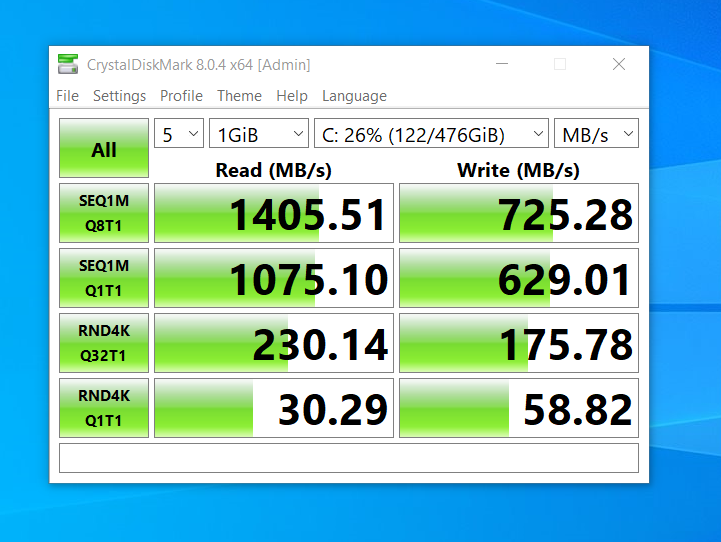 CrystalDiskMark 8.0.4 x64 [Admin]
File Settings Profile Theme Help Language
All
5
1GiB
C: 26% (122/476GiB)
MB/s
Read (MB/s) Write (MB/s)
SEQ1M
Q8T1
1405.51 725.28
SEQ1M
Q1T1
1075.10 629.01
RND4K
Q32T1
230.14 175.78
RND4K
Q1T1
30.29 58.82